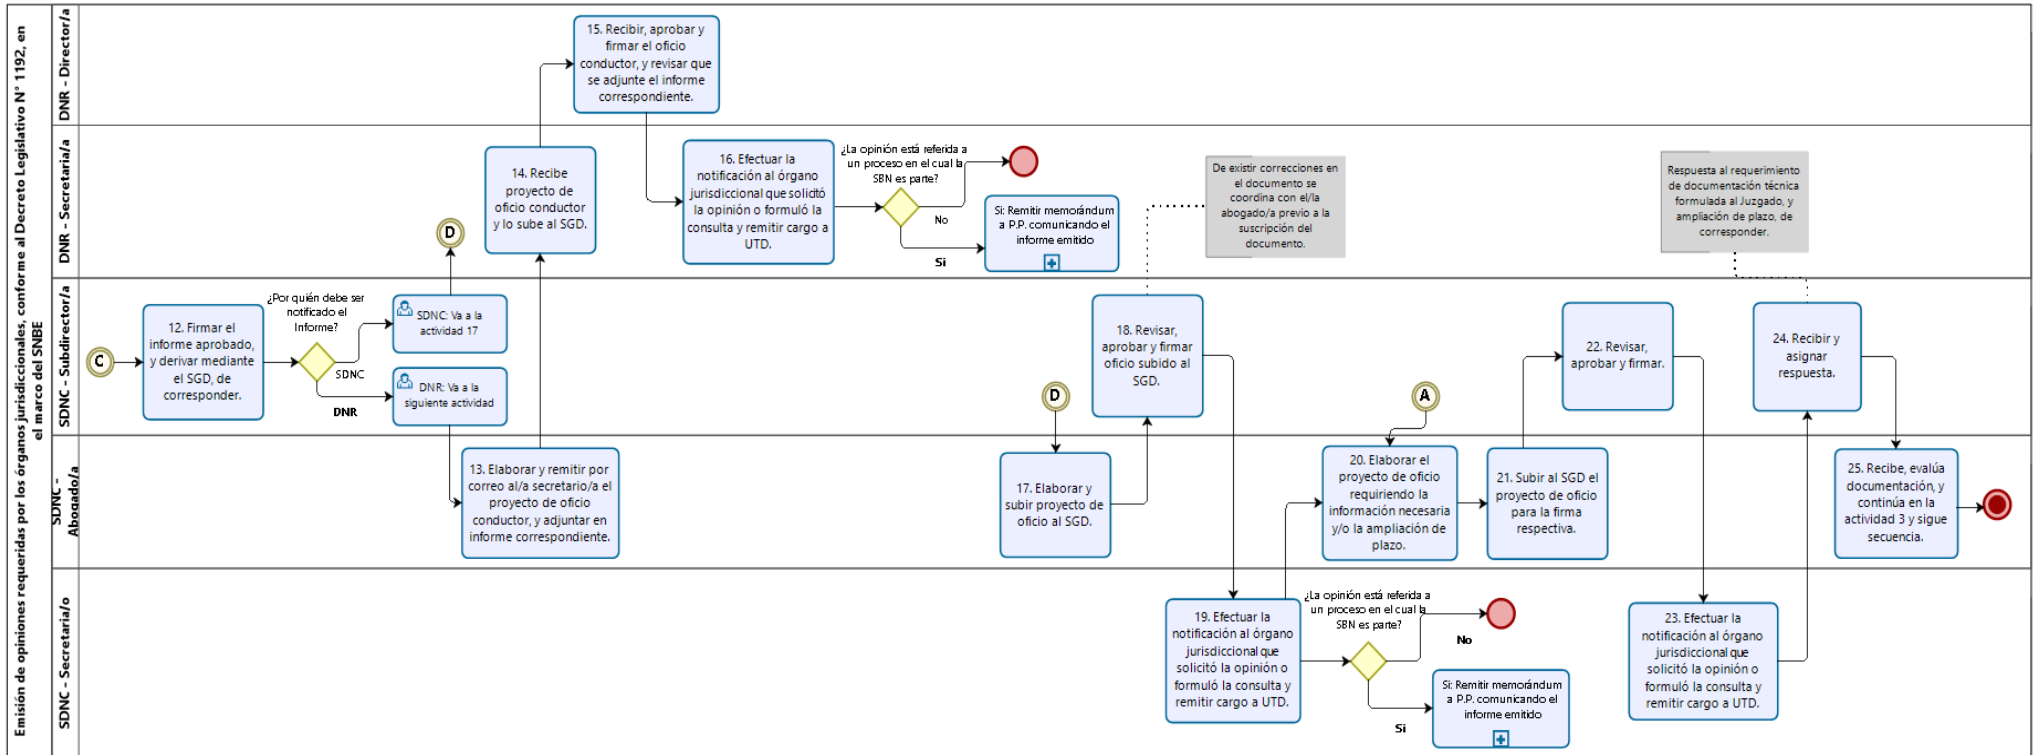 Emisión de opiniones requeridas por los órganos jurisdiccionales, conforme al Decreto Legislativo N° 1192, en
el marco del SNBE
DNR - Director/a
15. Recibir, aprobar y
firmar el oficio
conductor, y revisar que
se adjunte el informe
correspondiente.
DNR - Secretaria/a
14. Recibe
proyecto de
oficio conductor
y lo sube al SGD.
16. Efectuar la
notificación al órgano
jurisdiccional que solicitó
la opinión o formuló la
consulta y remitir cargo a
UTD.
¿La opinión está referida a
un proceso en el cual la
SBN es parte?
No
Si
Si: Remitir memorándum
a P.P. comunicando el
informe emitido
De existir correcciones en
el documento se
coordina con el/la
abogado/a previo a la
suscripción del
documento.
Respuesta al requerimiento
de documentación técnica
formulada al Juzgado, y
ampliación de plazo, de
corresponder.
D
SDNC - Subdirector/a
C
12. Firmar el
informe aprobado,
y derivar mediante
el SGD, de
corresponder.
¿Por quién debe ser
notificado el
Informe?
SDNC
DNR
SDNC: Va a la
actividad 17
DNR: Va a la
siguiente actividad
D
18. Revisar,
aprobar y firmar
oficio subido al
SGD.
A
22. Revisar,
aprobar y firmar.
24. Recibir y
asignar
respuesta.
SDNC -
Abogado/a
13. Elaborar y remitir por
correo al/a secretario/a el
proyecto de oficio
conductor, y adjuntar en
informe correspondiente.
17. Elaborar y
subir proyecto de
oficio al SGD.
20. Elaborar el
proyecto de oficio
requiriendo la
información necesaria
y/o la ampliación de
plazo.
21. Subir al SGD el
proyecto de oficio
para la firma
respectiva.
25. Recibe, evalúa
documentación, y
continúa en la
actividad 3 y sigue
secuencia.
SDNC - Secretaria/o
19. Efectuar la
notificación al órgano
jurisdiccional que
solicitó la opinión o
formuló la consulta y
remitir cargo a UTD.
¿La opinión está referida a
un proceso en el cual la
SBN es parte?
No
Si
Si: Remitir memorándum
a P.P. comunicando el
informe emitido
23. Efectuar la
notificación al órgano
jurisdiccional que
solicitó la opinión o
formuló la consulta y
remitir cargo a UTD.